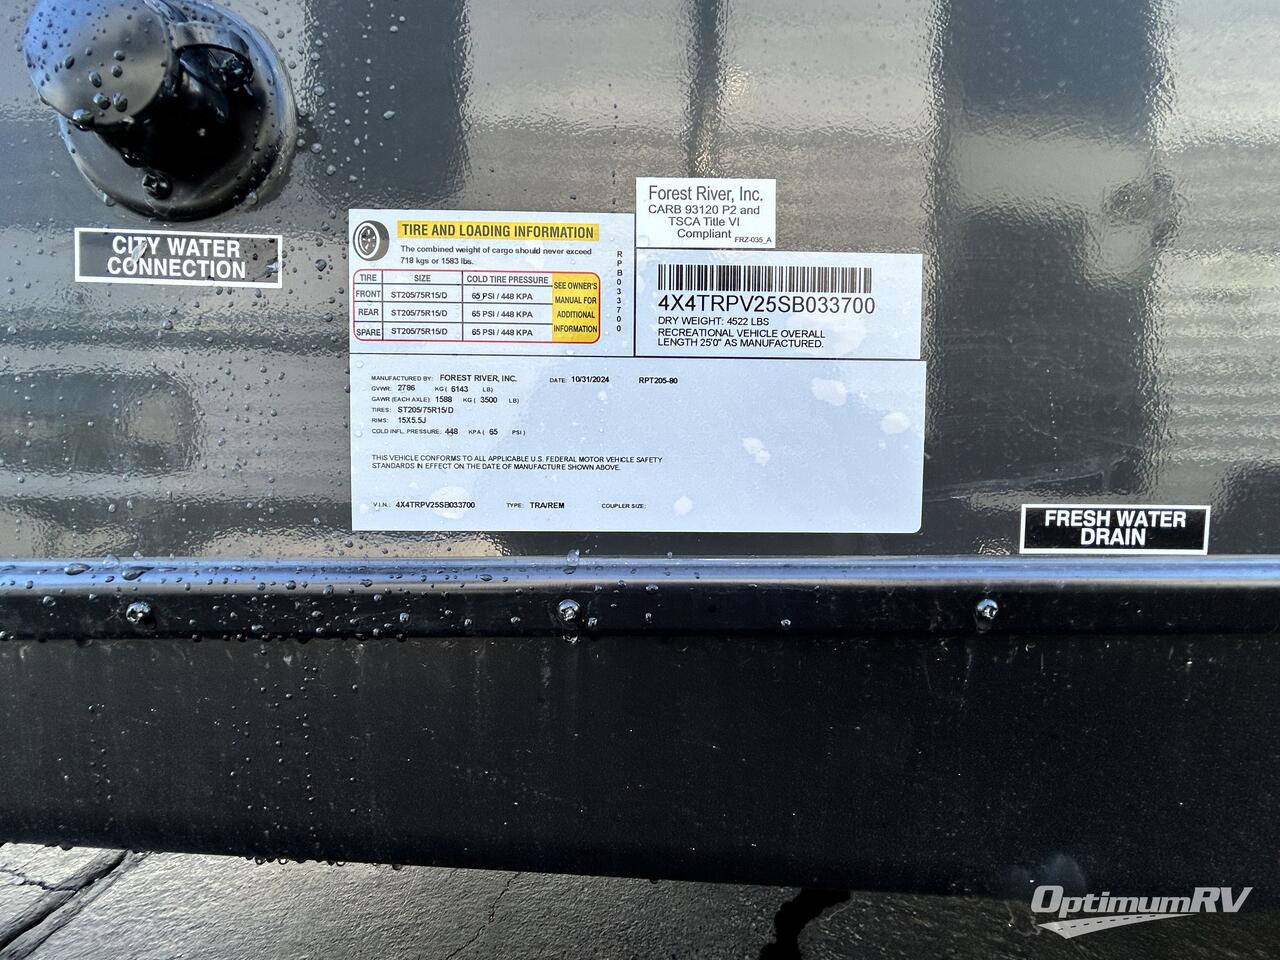 CITY WATER
CONNECTION
TIRE AND LOADING INFORMATION
The combined weight of cargo should never exceed
718 kgs or 1583 lbs.
TIRE SIZE COLD TIRE PRESSURE
FRONT ST205/75R15/D 65 PSI / 448 KPA
REAR ST205/75R15/D 65 PSI / 448 KPA
SPARE ST205/75R15/D 65 PSI / 448 KPA
SEE OWNER'S
MANUAL FOR
ADDITIONAL
INFORMATION
RPB033700
Forest River, Inc.
CARB 93120 P2 and
TSCA Title VI
Compliant FRZ-035_A
4X4TRPV25SB033700
DRY WEIGHT: 4522 LBS
RECREATIONAL VEHICLE OVERALL
LENGTH 25'0" AS MANUFACTURED.
MANUFACTURED BY: FOREST RIVER, INC. DATE: 10/31/2024 RPT205-80
GVWR: 2786 KG ( 6143 LB)
GAWR (EACH AXLE): 1588 KG ( 3500 LB)
TIRES: ST205/75R15/D
RIMS: 15X5.5J
COLD INFL. PRESSURE: 448 KPA ( 65 PSI )
THIS VEHICLE CONFORMS TO ALL APPLICABLE U.S. FEDERAL MOTOR VEHICLE SAFETY
STANDARDS IN EFFECT ON THE DATE OF MANUFACTURE SHOWN ABOVE.
V.I.N.: 4X4TRPV25SB033700 TYPE: TRA/REM COUPLER SIZE:
FRESH WATER
DRAIN
OptimumRV